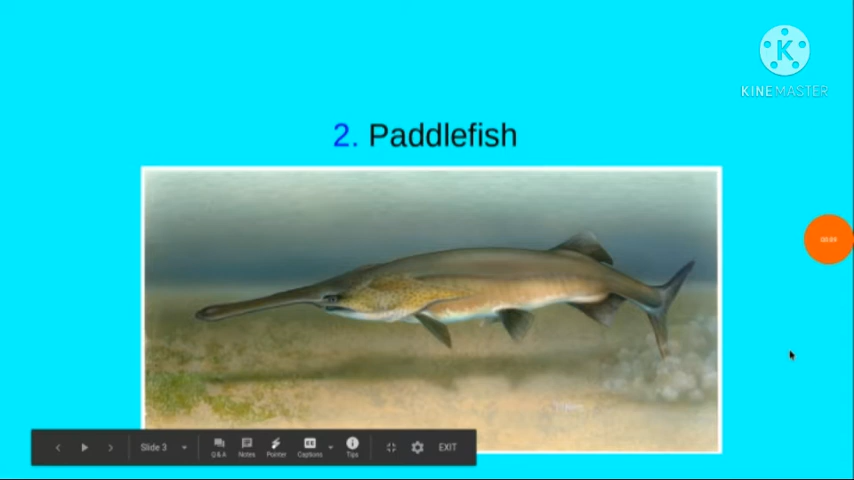 KINEMASTER
2. Paddlefish
Slide 3
Q&A
Notes
Pointer
Captions
Tips
EXIT